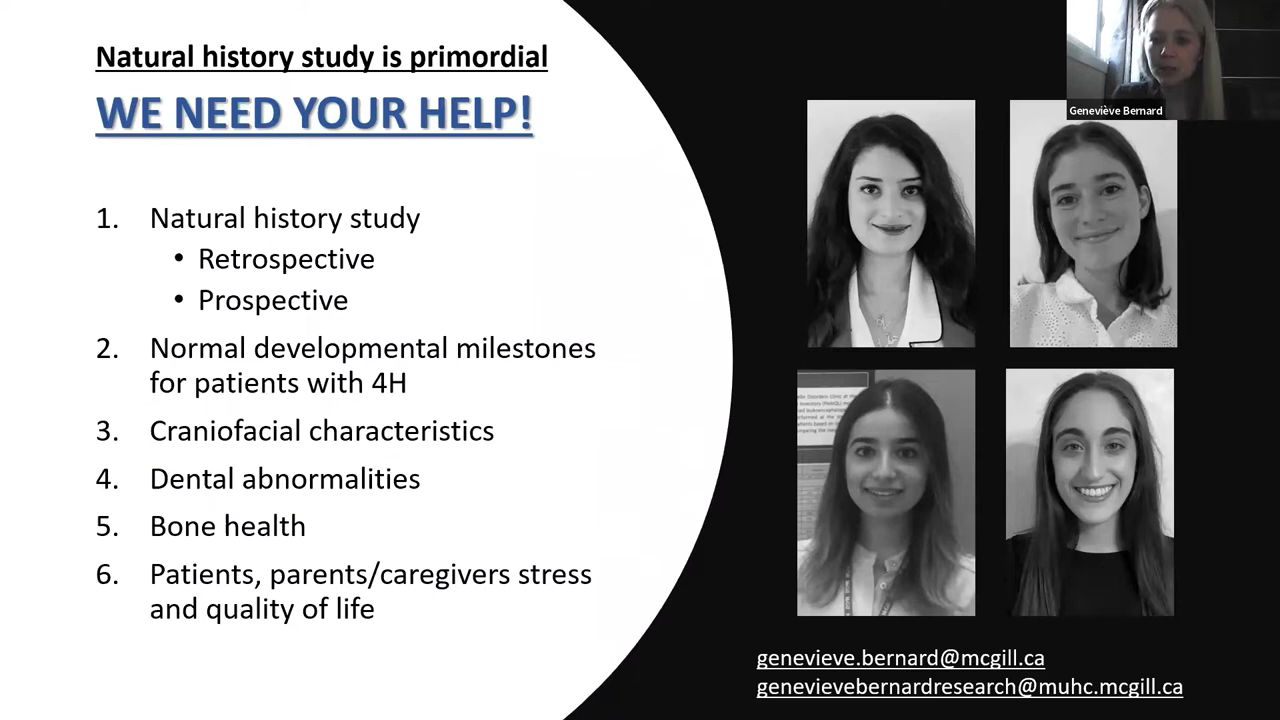 Natural history study is primordial
WE NEED YOUR HELP!
1. Natural history study
• Retrospective
• Prospective
2. Normal developmental milestones
for patients with 4H
3. Craniofacial characteristics
4. Dental abnormalities
5. Bone health
6. Patients, parents/caregivers stress
and quality of life
Geneviève Bernard
genevieve.bernard@mcgill.ca
genevievebernardresearch@muhc.mcgill.ca